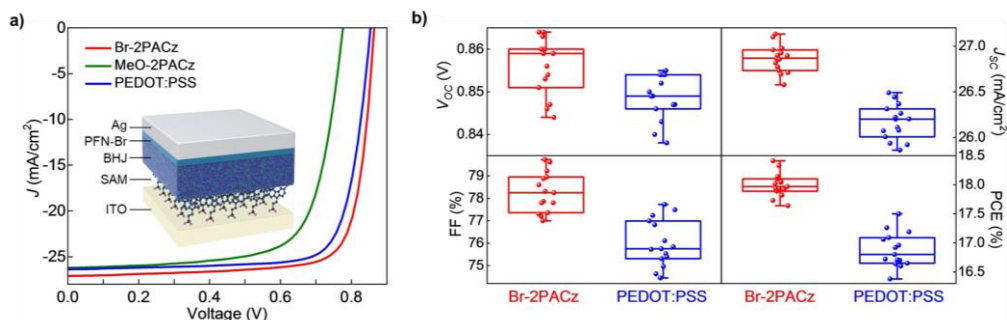 a)
0
-5
-10
-15
-20
-25
J (mA/cm²)
0.0
0.2
0.4
0.6
0.8
Voltage (V)
Br-2PACz
MeO-2PACz
PEDOT:PSS
Ag
PFN-Br
BHJ
SAM
ITO
b)
0.86
0.85
0.84
V_OC (V)
27.0
26.5
26.0
J_SC (mA/cm²)
79
78
76
75
FF (%)
18.5
18.0
17.5
17.0
16.5
PCE (%)
Br-2PACz
PEDOT:PSS
Br-2PACz
PEDOT:PSS